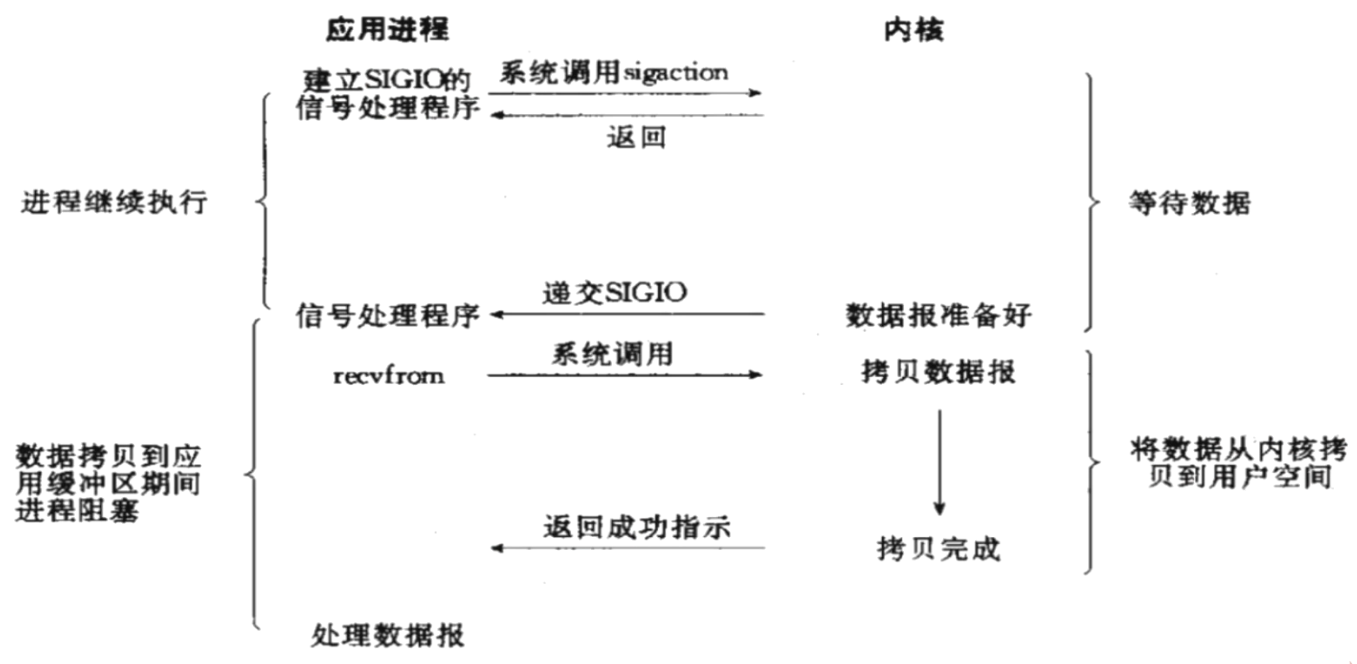 应用进程
内核
建立SIGIO的
系统调用sigaction
信号处理程序
返回
进程继续执行
等待数据
递交SIGIO
信号处理程序
数据报准备好
系统调用
recvfrom
拷贝数据报
数据拷贝到应
用缓冲区期间
进程阻塞
将数据从内核拷
贝到用户空间
返回成功指示
拷贝完成
处理数据报